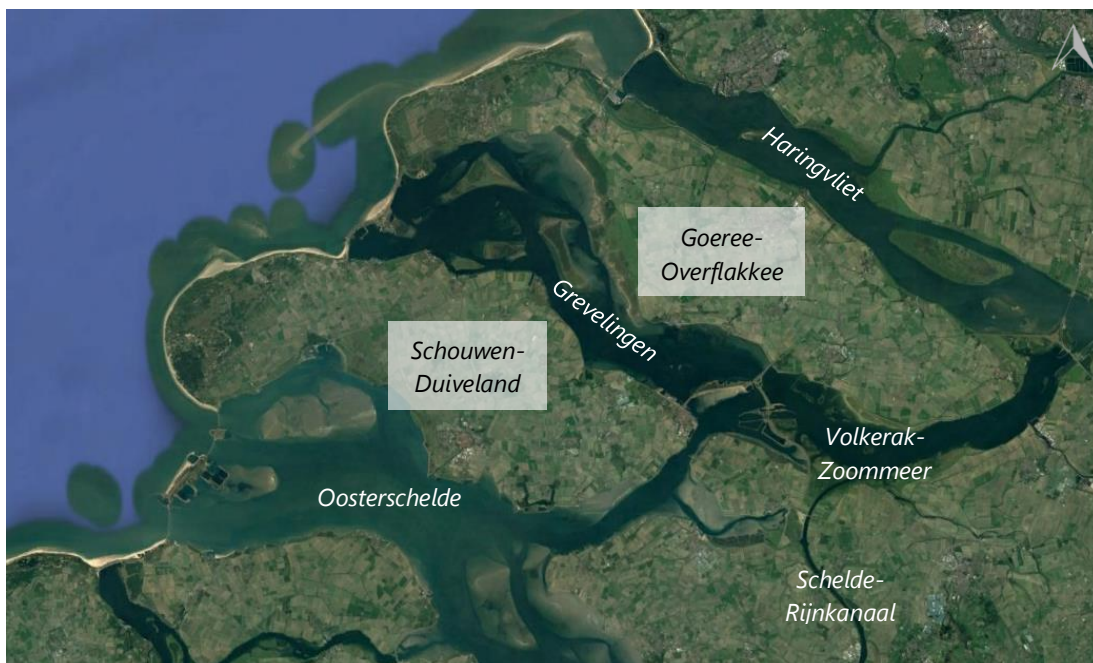 Haringvliet
Goeree-
Overflakkee
Grevelingen
Schouwen-
Duiveland
Volkerak-
Zoommeer
Oosterschelde
Schelde-
Rijnkanaal